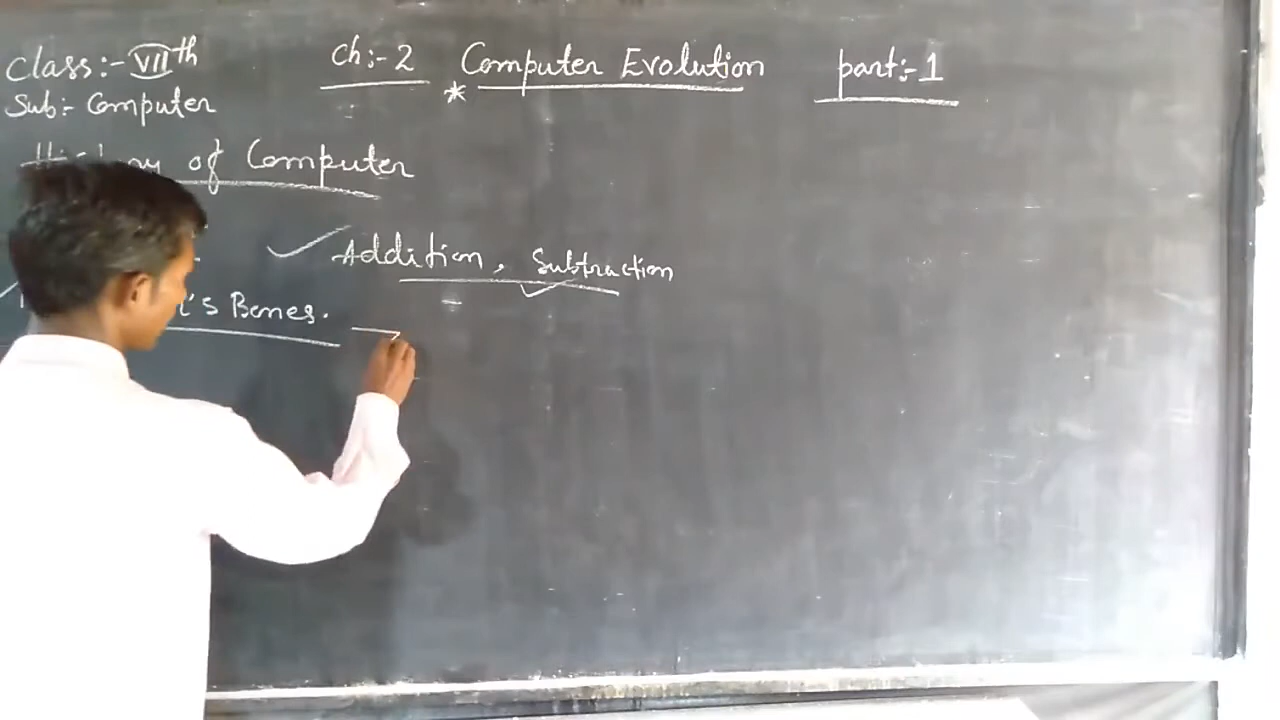 Class:- VIIth ch:- 2 Computer Evolution part:- 1
Sub:- Computer
of Computer
Addition, Subtraction
Bones.